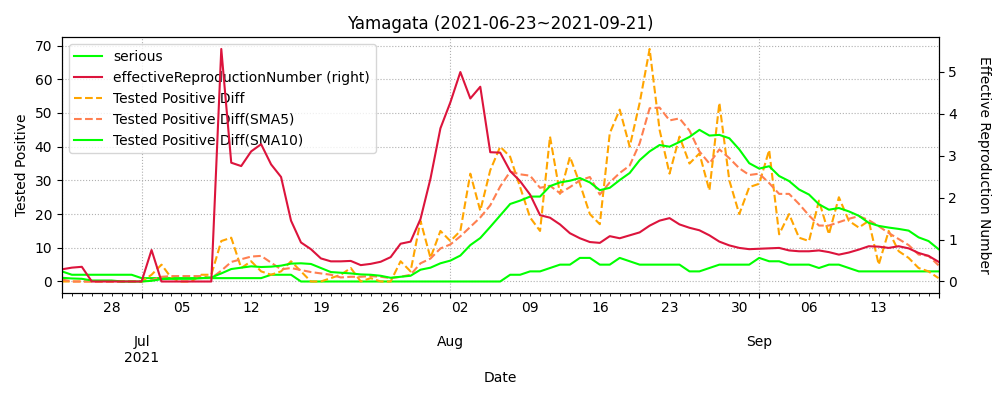 Yamagata (2021-06-23~2021-09-21)
serious
effectiveReproductionNumber (right)
Tested Positive Diff
Tested Positive Diff(SMA5)
Tested Positive Diff(SMA10)
Tested Positive
70
60
50
40
30
20
10
0
5
4
3
2
1
0
Effective Reproduction Number
28 05 12 19 26 02 09 16 23 30 06 13
Jul Aug Sep
2021
Date